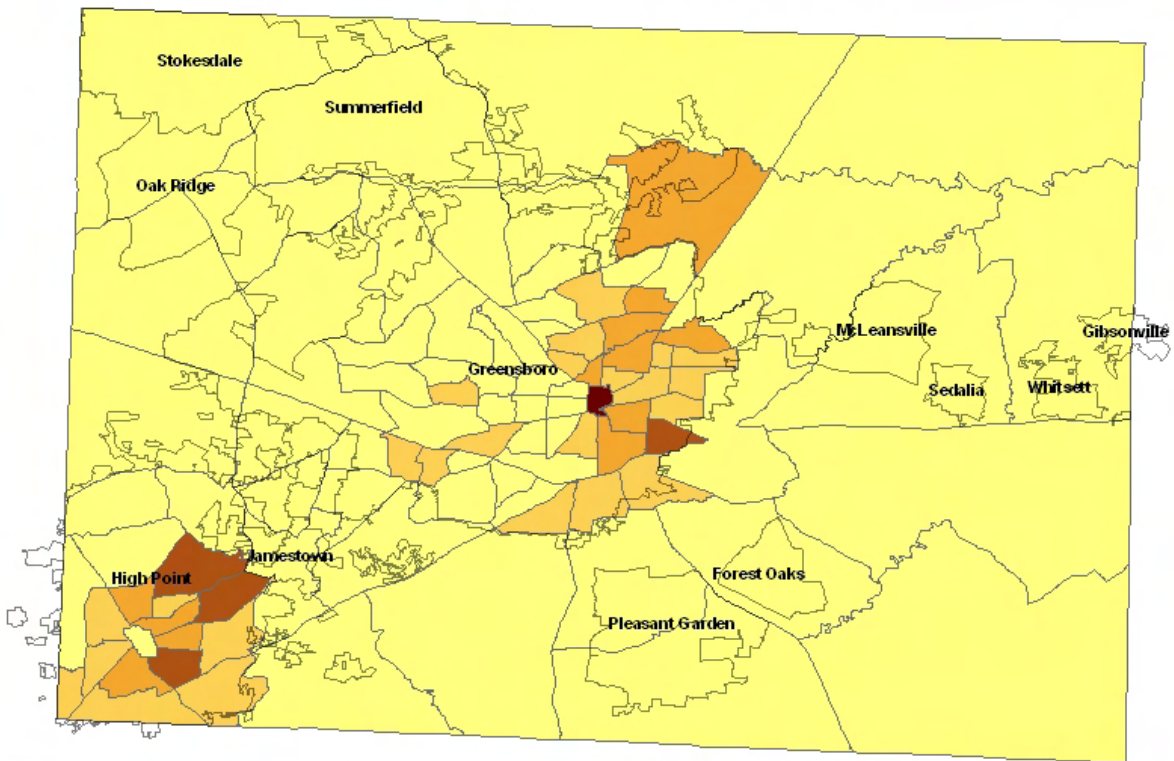 Stokesdale
Summerfield
Oak Ridge
McLeansville
Gibsonville
Greensboro
Sedalia
Whitsett
Jamestown
High Point
Forest Oaks
Pleasant Garden